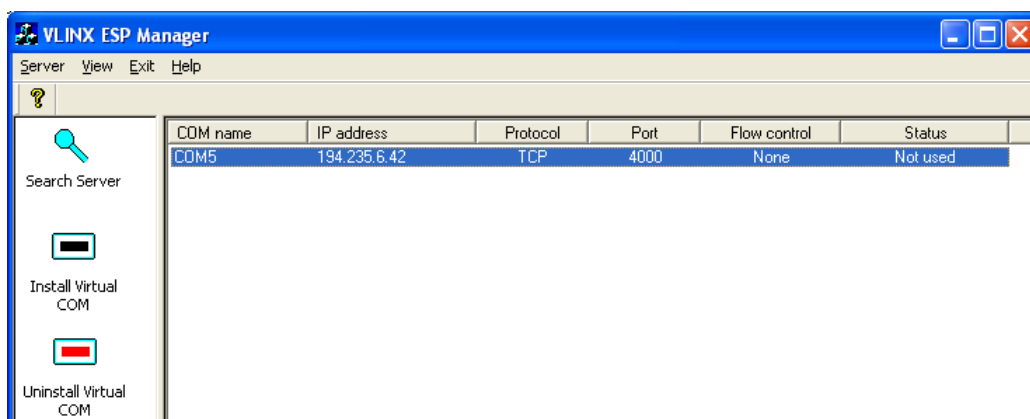 VLINX ESP Manager
Server View Exit Help
COM name IP address Protocol Port Flow control Status
COM5 194.235.6.42 TCP 4000 None Not used
Search Server
Install Virtual
COM
Uninstall Virtual
COM